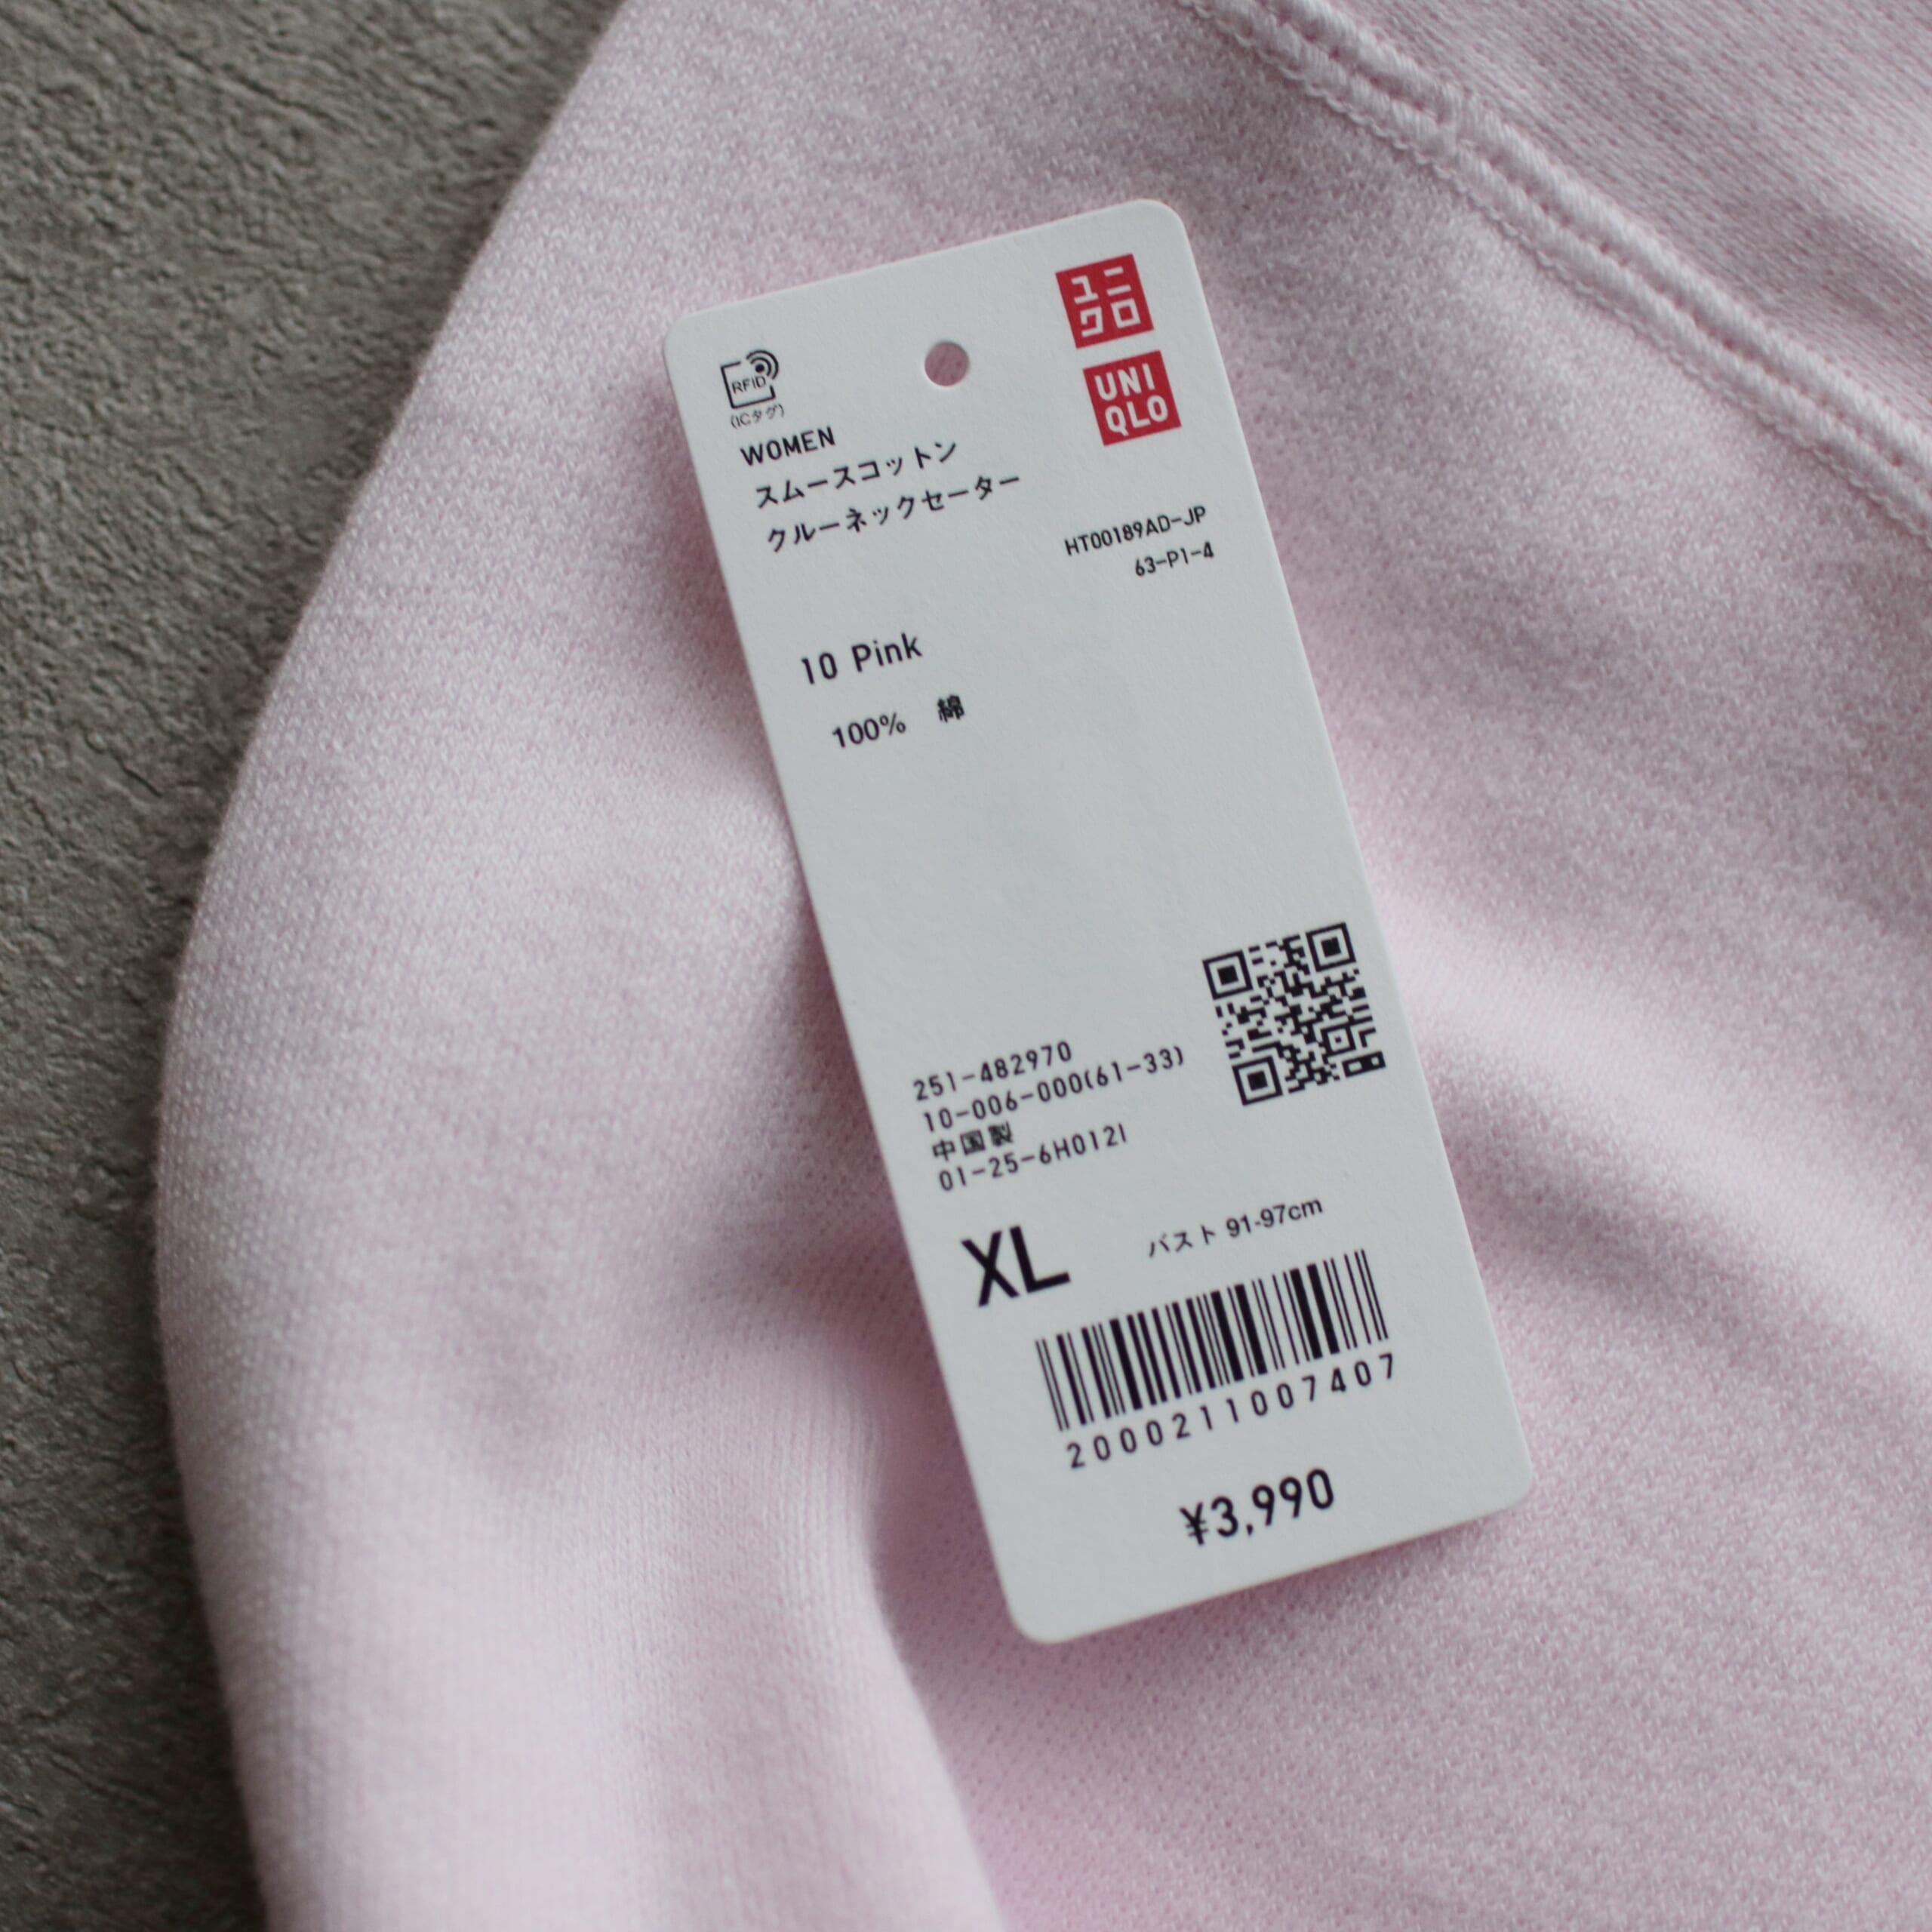 ユニ
クロ
UNI
QLO
RFID
(ICタグ)
WOMEN
スムースコットン
クルーネックセーター
HT00189AD-JP
63-P1-4
10 Pink
100% 綿
251-482970
10-006-000(61-33)
中国製
01-25-6H012I
XL
バスト 91-97cm
2000211007407
¥3,990